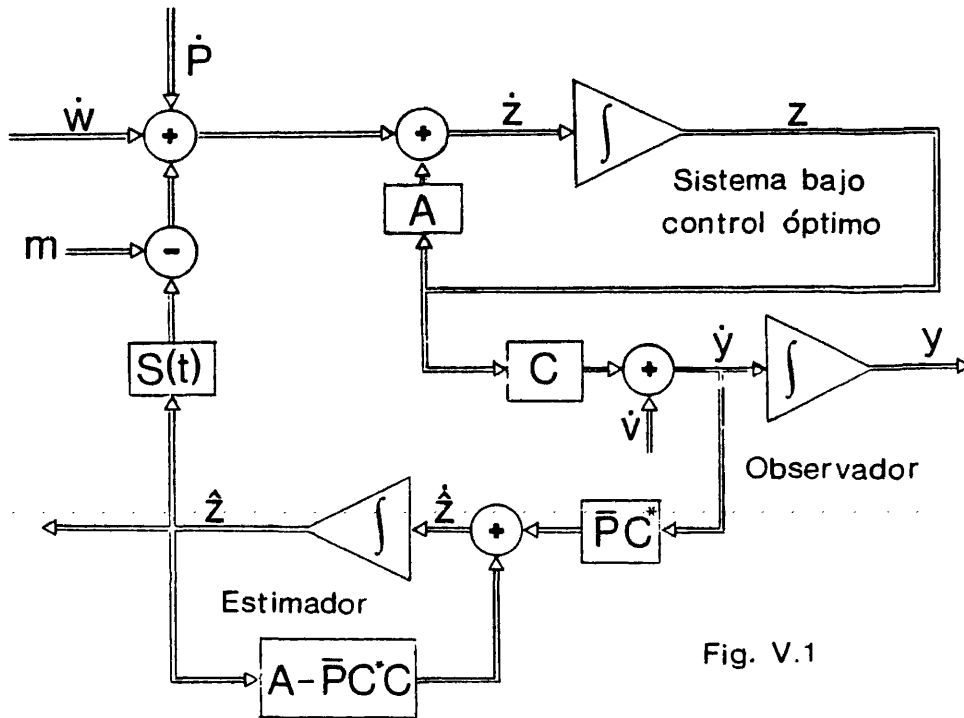 Ṗ
ẇ
+
+
ż
∫
z
A
Sistema bajo
control óptimo
m
-
S(t)
C
+
ẏ
∫
y
v̇
Observador
ẑ
∫
ẑ̇
+
P̅C*
Estimador
A-P̅C*C
Fig. V.1